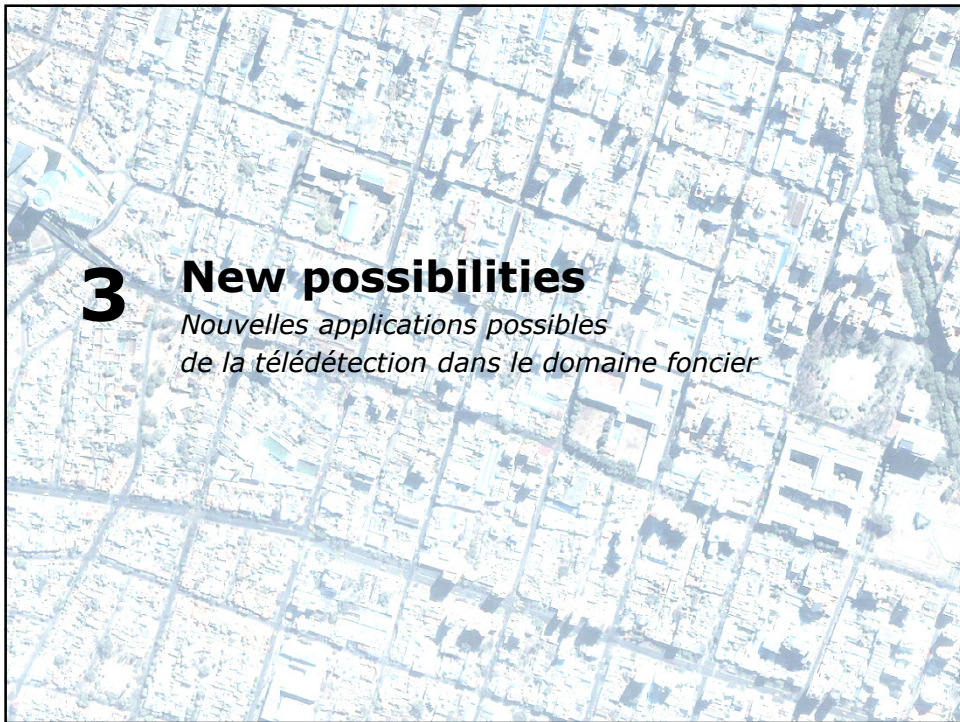 3 New possibilities
Nouvelles applications possibles
de la télédétection dans le domaine foncier